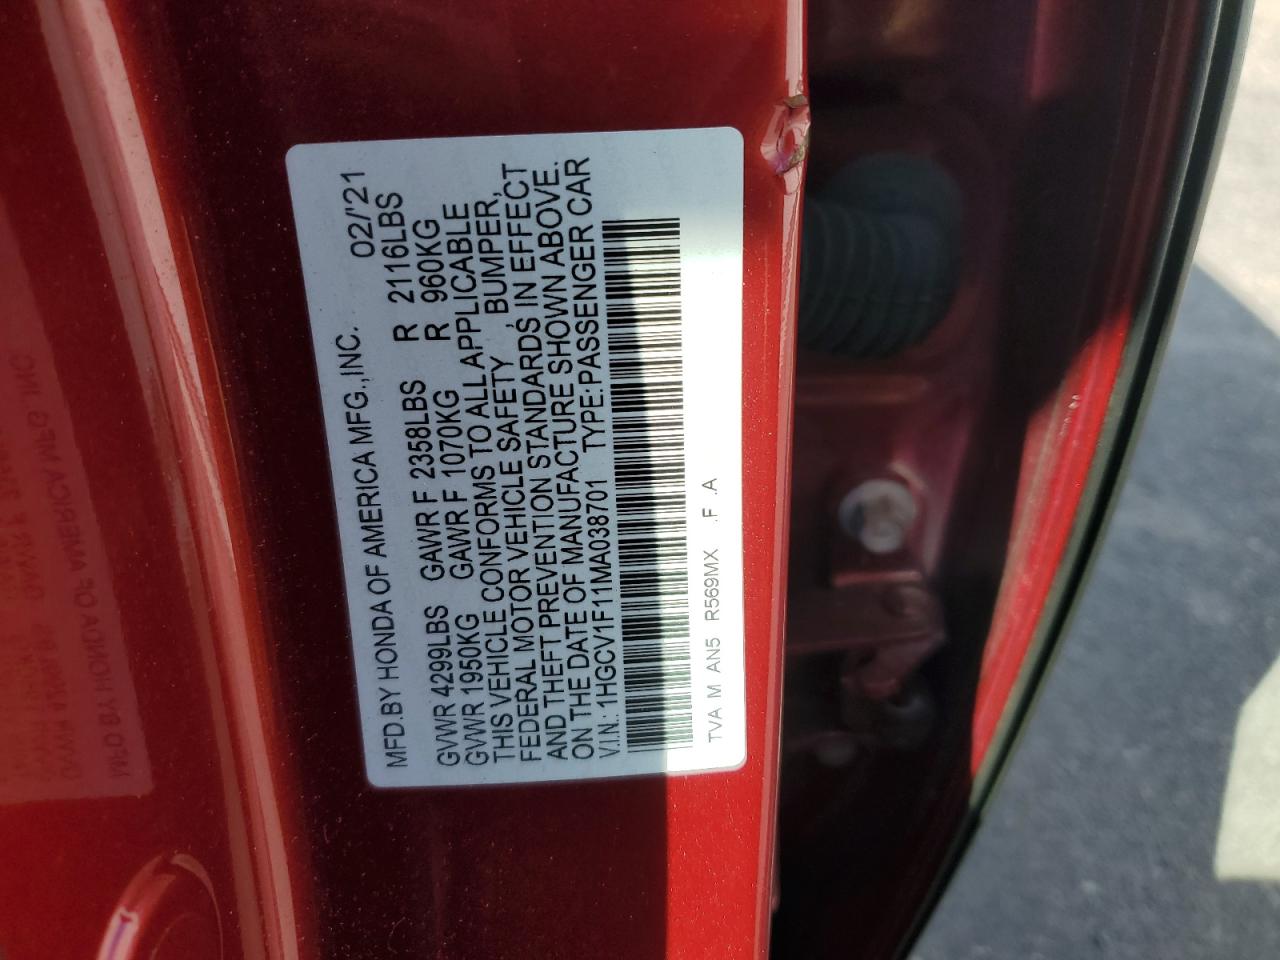 MFD.BY HONDA OF AMERICA MFG.,INC. 02/'21
GVWR 4299LBS GAWR F 2358LBS R 2116LBS
GVWR 1950KG GAWR F 1070KG R 960KG
THIS VEHICLE CONFORMS TO ALL APPLICABLE
FEDERAL MOTOR VEHICLE SAFETY , BUMPER,
AND THEFT PREVENTION STANDARDS IN EFFECT
ON THE DATE OF MANUFACTURE SHOWN ABOVE.
V.I.N.: 1HGCV1F11MA038701 TYPE:PASSENGER CAR
TVA M AN5 R569MX .F .A